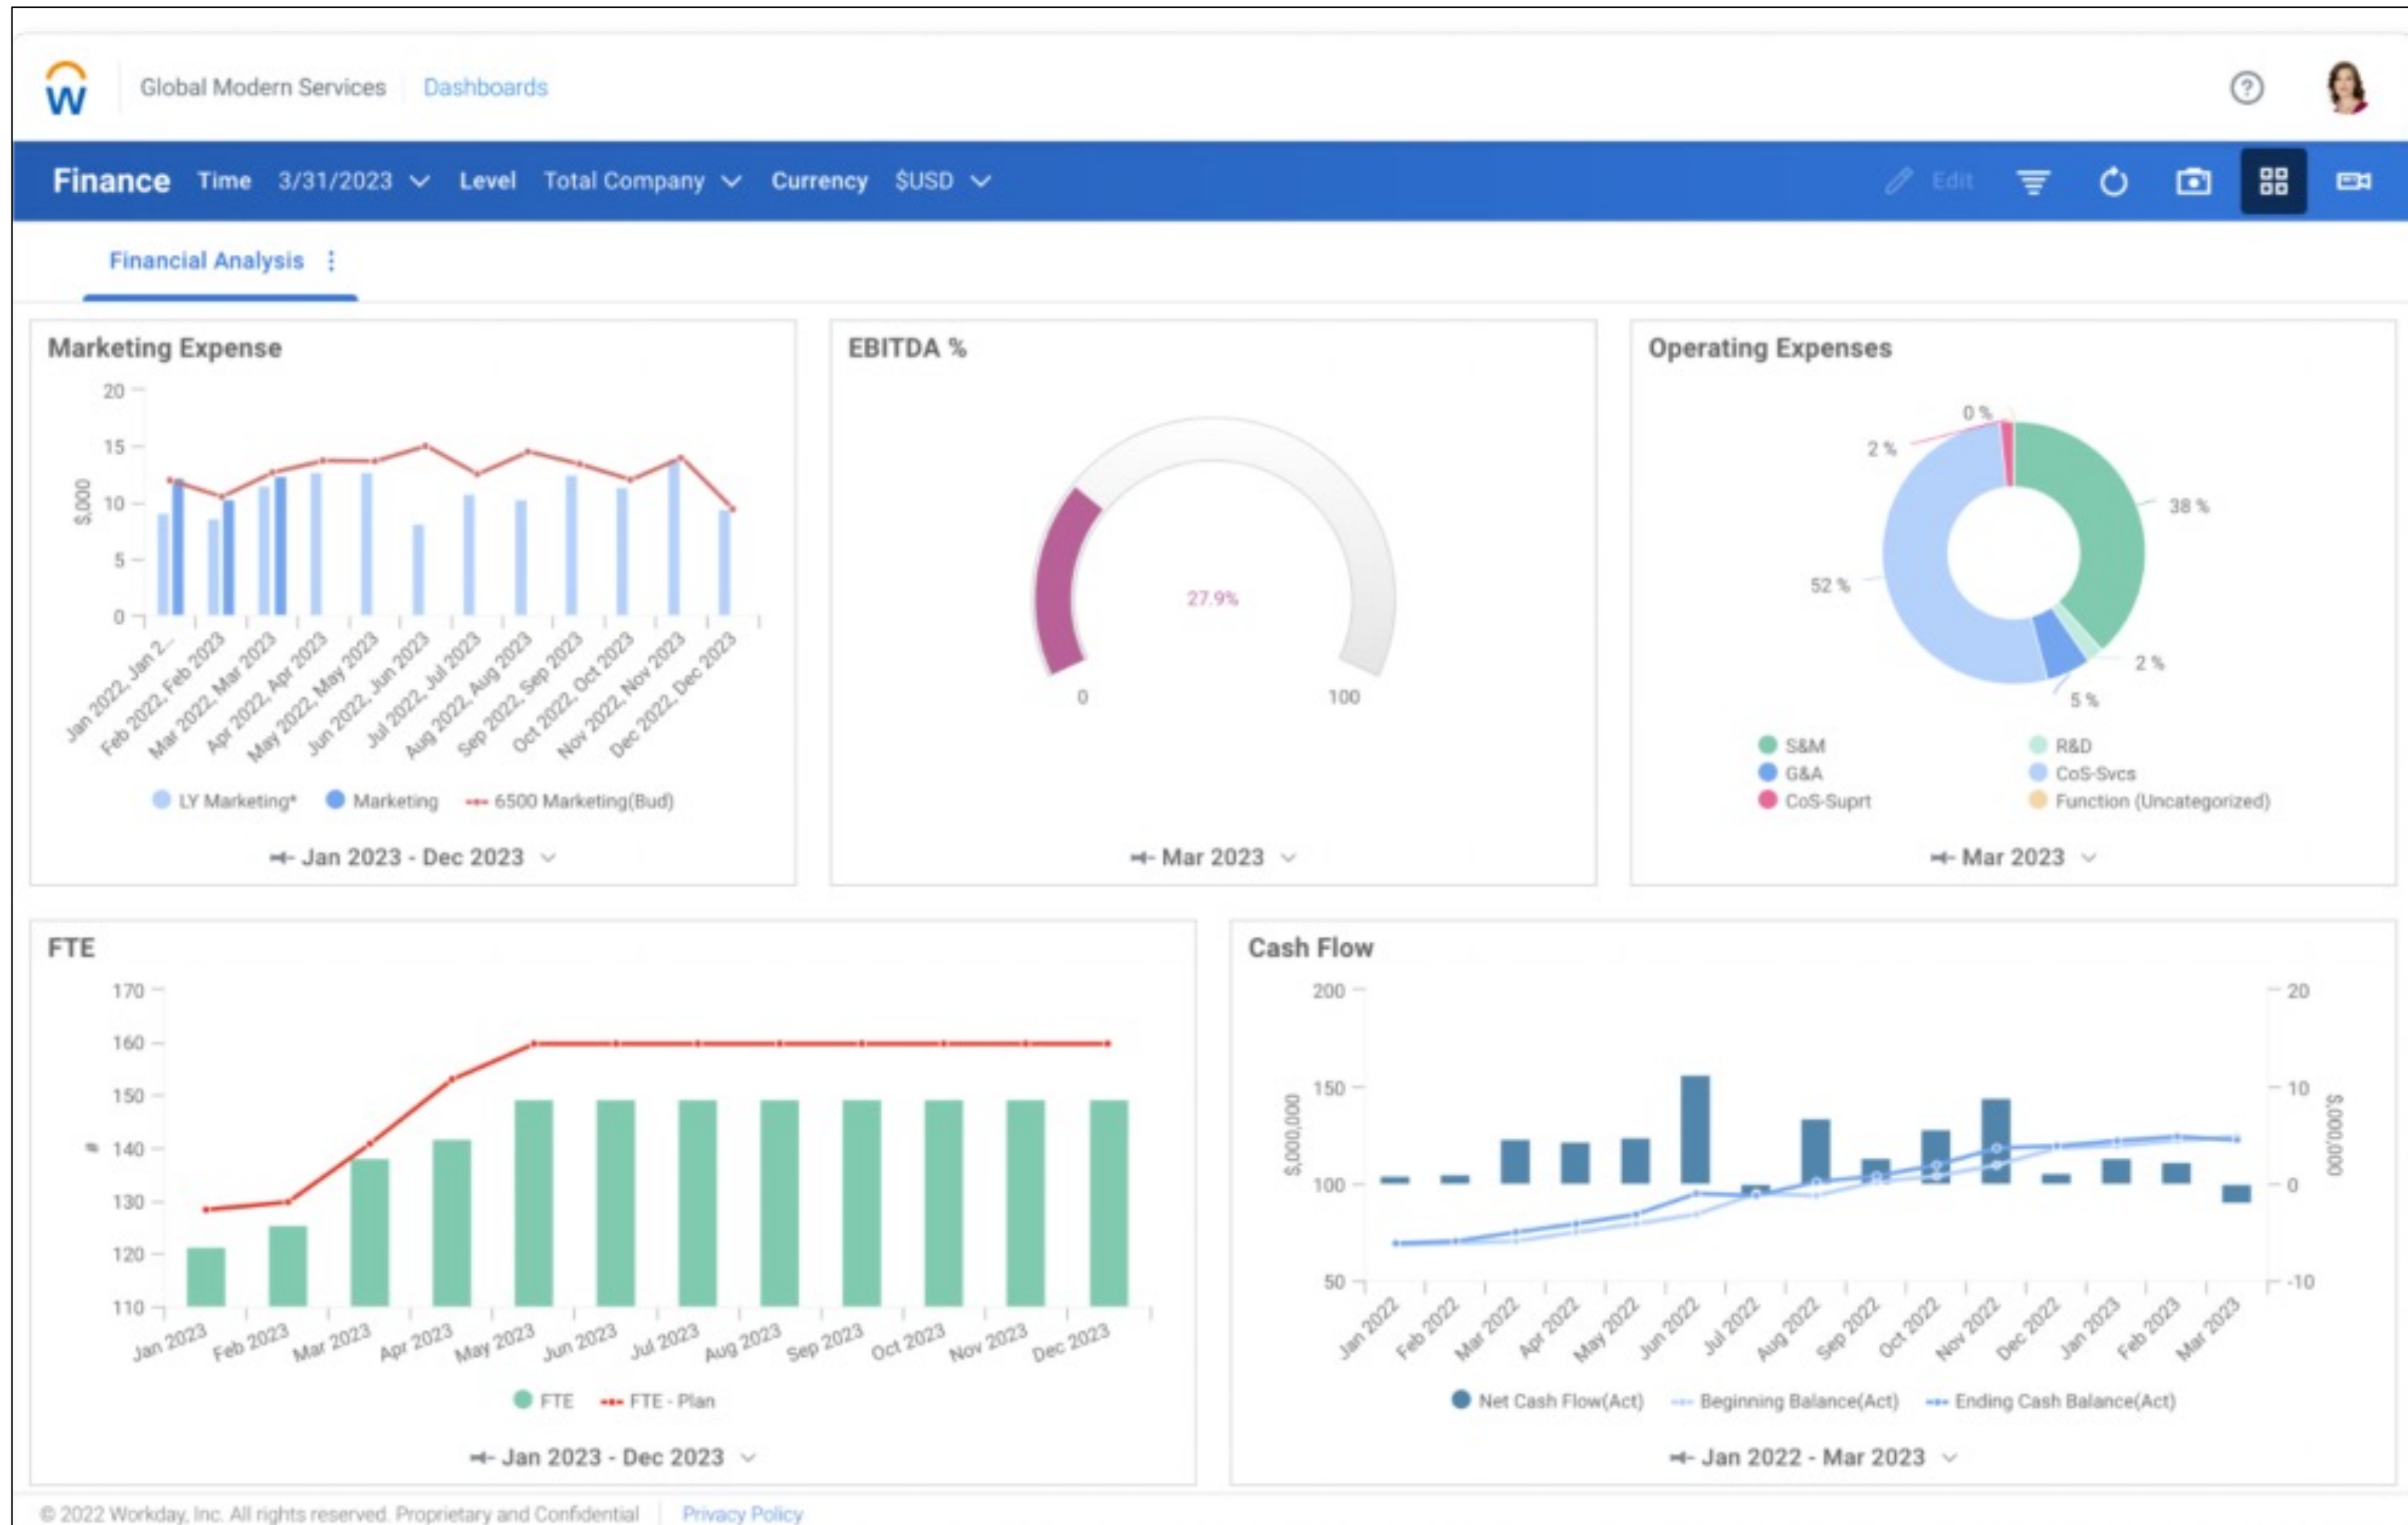 W
Global Modern Services Dashboards
?
Finance Time 3/31/2023 Level Total Company Currency $USD Edit
Financial Analysis
Marketing Expense
20
15
10
5
0
$,000
Jan 2022, Jan 2...
Feb 2022, Feb 2023
Mar 2022, Mar 2023
Apr 2022, Apr 2023
May 2022, May 2023
Jun 2022, Jun 2023
Jul 2022, Jul 2023
Aug 2022, Aug 2023
Sep 2022, Sep 2023
Oct 2022, Oct 2023
Nov 2022, Nov 2023
Dec 2022, Dec 2023
LY Marketing* Marketing 6500 Marketing(Bud)
Jan 2023 - Dec 2023
EBITDA %
27.9%
0 100
Mar 2023
Operating Expenses
0 %
2 %
38 %
52 %
2 %
5 %
S&M R&D
G&A CoS-Svcs
CoS-Suprt Function (Uncategorized)
Mar 2023
FTE
170
160
150
140
130
120
110
#
Jan 2023
Feb 2023
Mar 2023
Apr 2023
May 2023
Jun 2023
Jul 2023
Aug 2023
Sep 2023
Oct 2023
Nov 2023
Dec 2023
FTE FTE - Plan
Jan 2023 - Dec 2023
Cash Flow
200
150
100
50
$,000,000
20
10
0
-10
$,000,000
Jan 2022
Feb 2022
Mar 2022
Apr 2022
May 2022
Jun 2022
Jul 2022
Aug 2022
Sep 2022
Oct 2022
Nov 2022
Dec 2022
Jan 2023
Feb 2023
Mar 2023
Net Cash Flow(Act) Beginning Balance(Act) Ending Cash Balance(Act)
Jan 2022 - Mar 2023
© 2022 Workday, Inc. All rights reserved. Proprietary and Confidential Privacy Policy